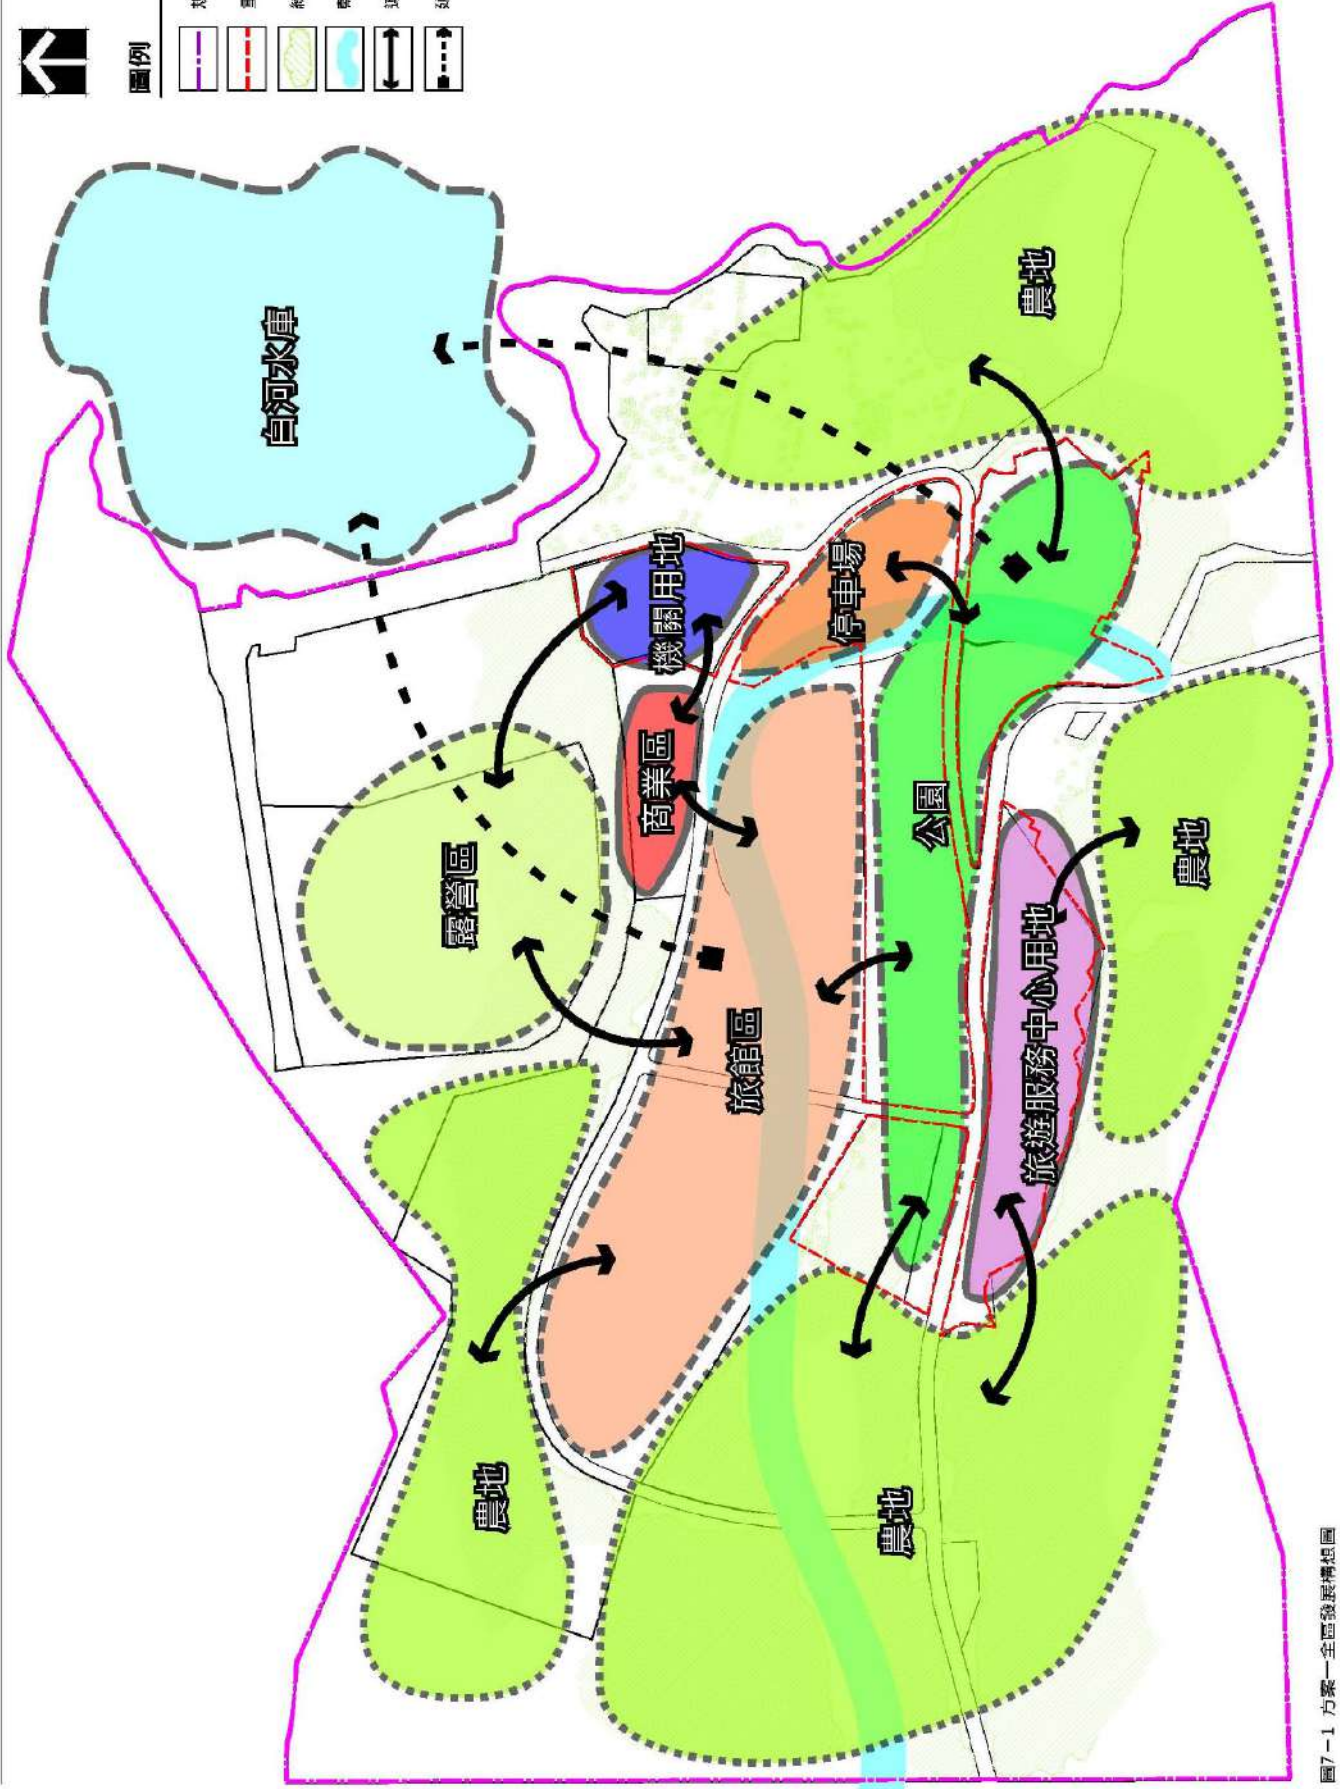 圖例
白河水庫
農地
機關用地
停車場
商業區
露營區
公園
農地
旅館區
旅遊服務中心用地
農地
農地
圖7－1 方案一全區發展構想圖